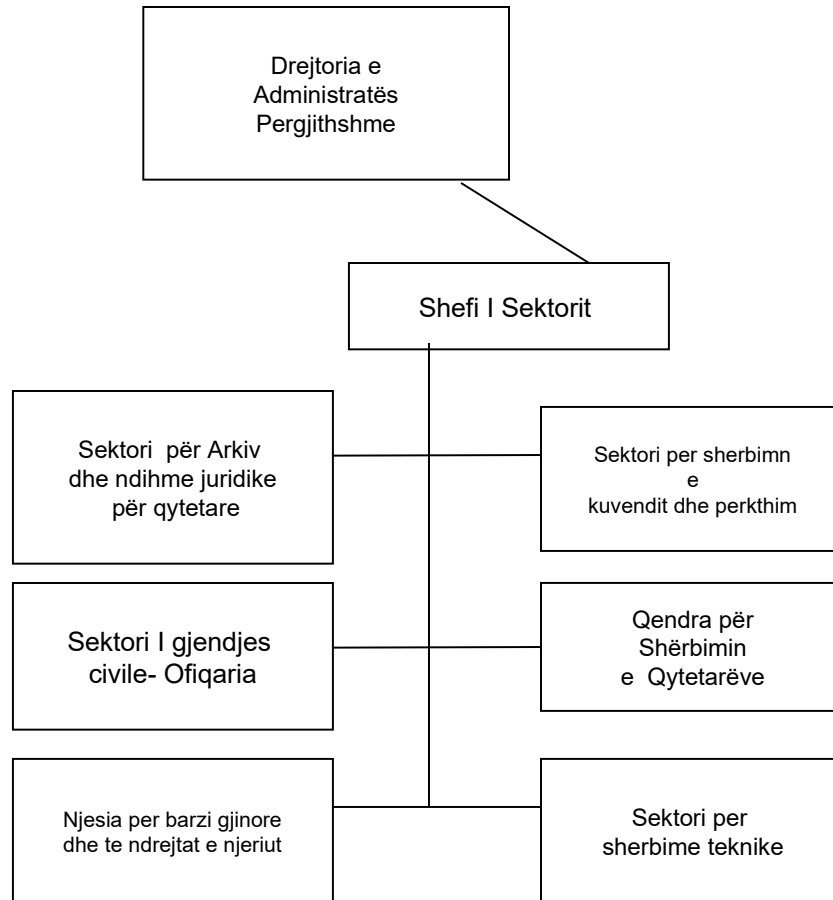 Drejtoria e
Administratës
Pergjithshme
Shefi I Sektorit
Sektori për Arkiv
dhe ndihme juridike
për qytetare
Sektori per sherbimn
e
kuvendit dhe perkthim
Sektori I gjendjes
civile- Ofiqaria
Qendra për
Shërbimin
e Qytetarëve
Njesia per barzi gjinore
dhe te ndrejtat e njeriut
Sektori per
sherbime teknike